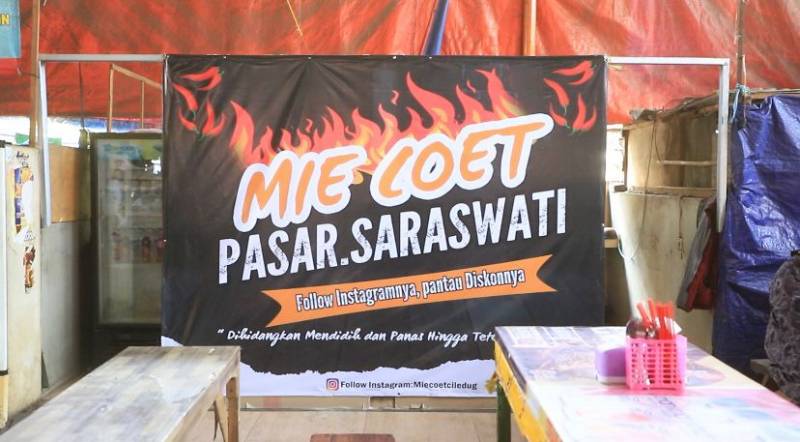 MIE COET
PASAR.SARASWATI
Follow Instagramnya, pantau Diskonnya
" Dihidangkan Mendidih dan Panas Hingga
Follow Instagram:Miecoetciledug